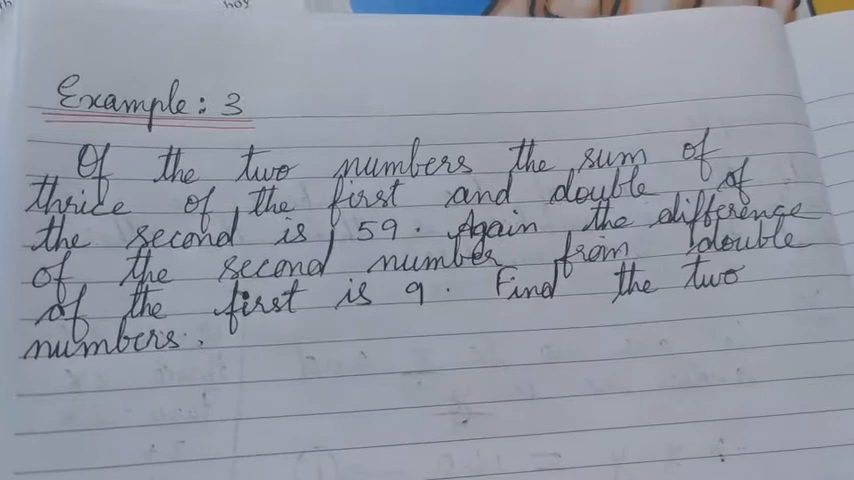 Example: 3
Of the two numbers the sum of
thrice of the first and double of
the second is 59. Again the difference
of the second number from double
of the first is 9. Find the two
numbers.